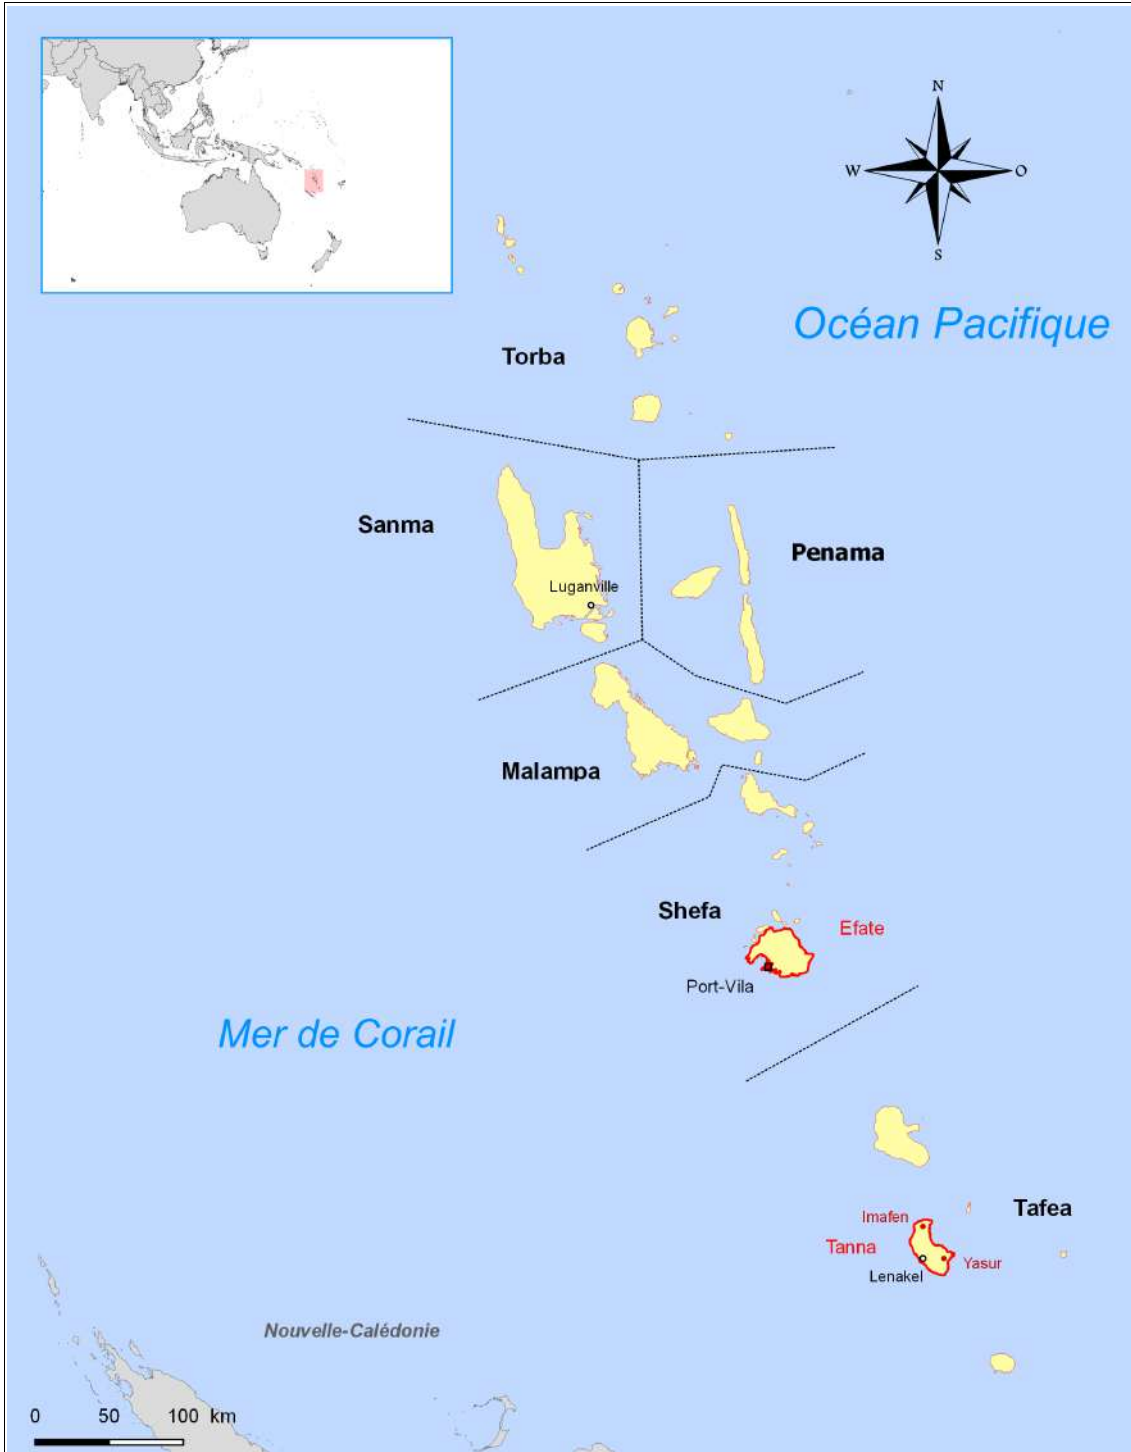 N
W
O
S
Océan Pacifique
Torba
Sanma
Penama
Luganville
Malampa
Shefa
Efate
Port-Vila
Mer de Corail
Tafea
Imafen
Tanna
Yasur
Lenakel
Nouvelle-Calédonie
0 50 100 km